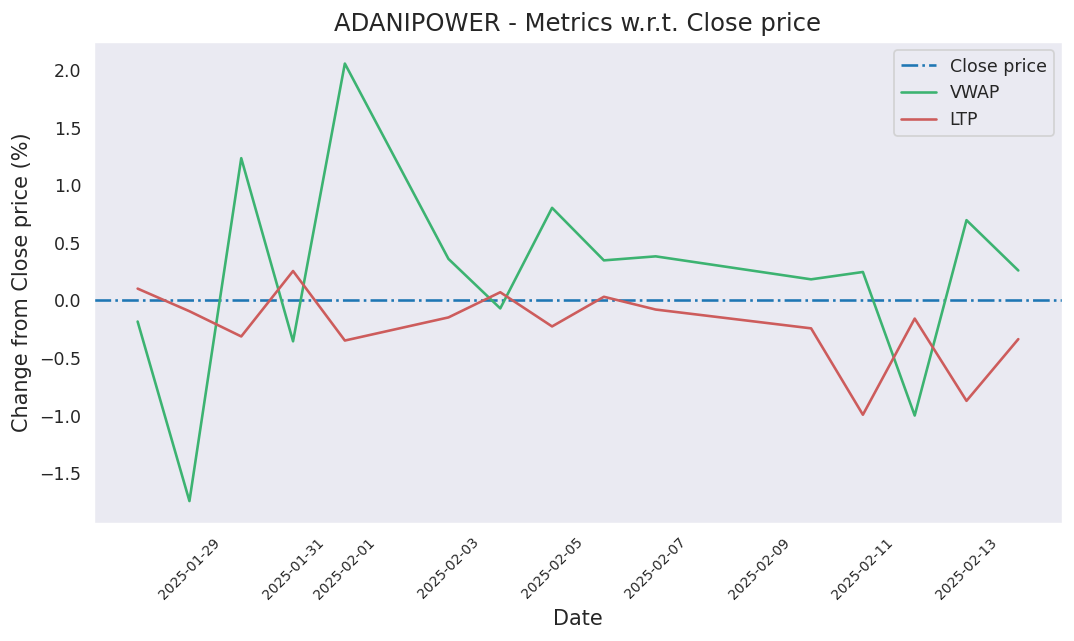 ADANIPOWER - Metrics w.r.t. Close price
Close price
VWAP
LTP
Change from Close price (%)
2.0
1.5
1.0
0.5
0.0
−0.5
−1.0
−1.5
2025-01-29
2025-01-31
2025-02-01
2025-02-03
2025-02-05
2025-02-07
2025-02-09
2025-02-11
2025-02-13
Date